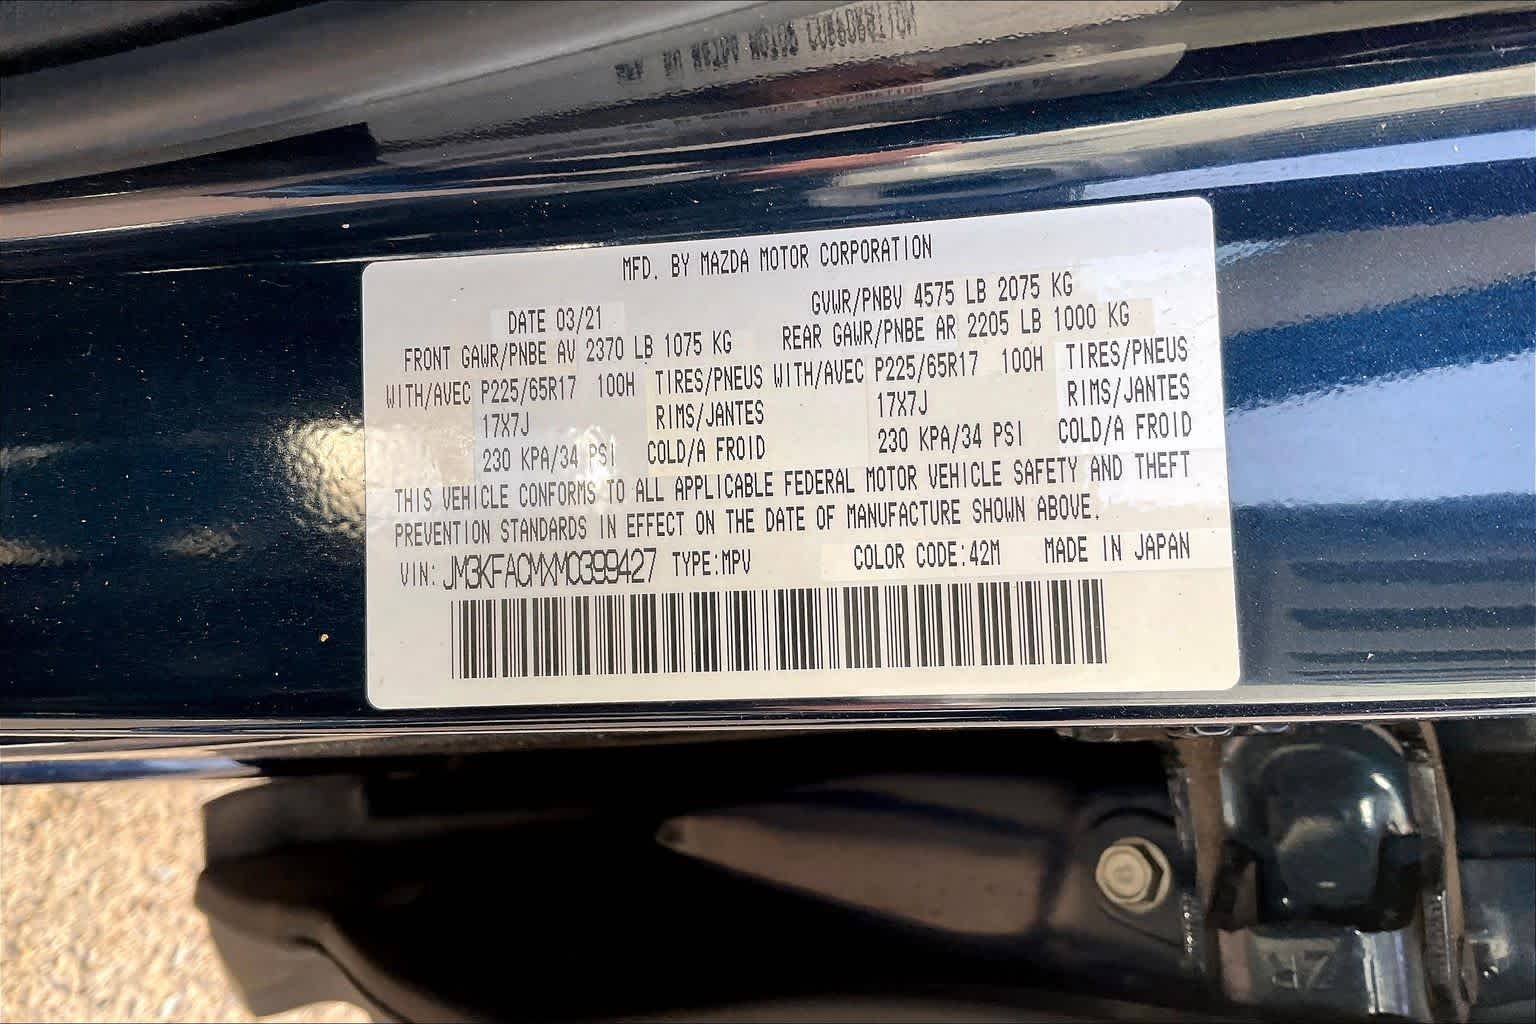 MFD. BY MAZDA MOTOR CORPORATION
DATE 03/21 GVWR/PNBV 4575 LB 2075 KG
FRONT GAWR/PNBE AV 2370 LB 1075 KG REAR GAWR/PNBE AR 2205 LB 1000 KG
WITH/AVEC P225/65R17 100H TIRES/PNEUS WITH/AVEC P225/65R17 100H TIRES/PNEUS
17X7J RIMS/JANTES 17X7J RIMS/JANTES
230 KPA/34 PSI COLD/A FROID 230 KPA/34 PSI COLD/A FROID
THIS VEHICLE CONFORMS TO ALL APPLICABLE FEDERAL MOTOR VEHICLE SAFETY AND THEFT
PREVENTION STANDARDS IN EFFECT ON THE DATE OF MANUFACTURE SHOWN ABOVE.
VIN: JM3KFACMXM0399427 TYPE:MPV COLOR CODE:42M MADE IN JAPAN